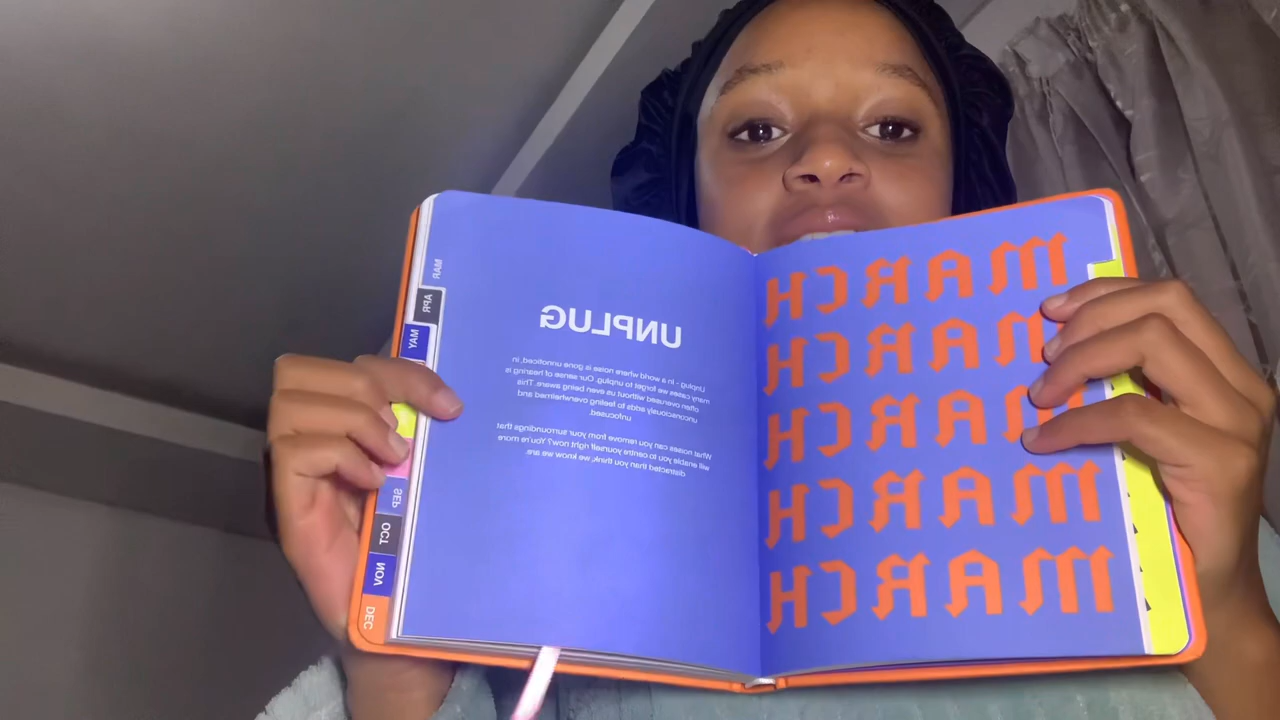 MARCH
MARCH
MARCH
MARCH
MARCH
UNPLUG
Unplug - in a world where noise is gone unnoticed, in
many cases we forget to unplug. Our sense of hearing is
often overused without us even being aware. This
unconsciously adds to feeling overwhelmed and
unfocused.
What noises can you remove from your surroundings that
will enable you to centre yourself right now? You're more
distracted than you think, we know we are.
MAR
APR
MAY
SEP
OCT
NOV
DEC